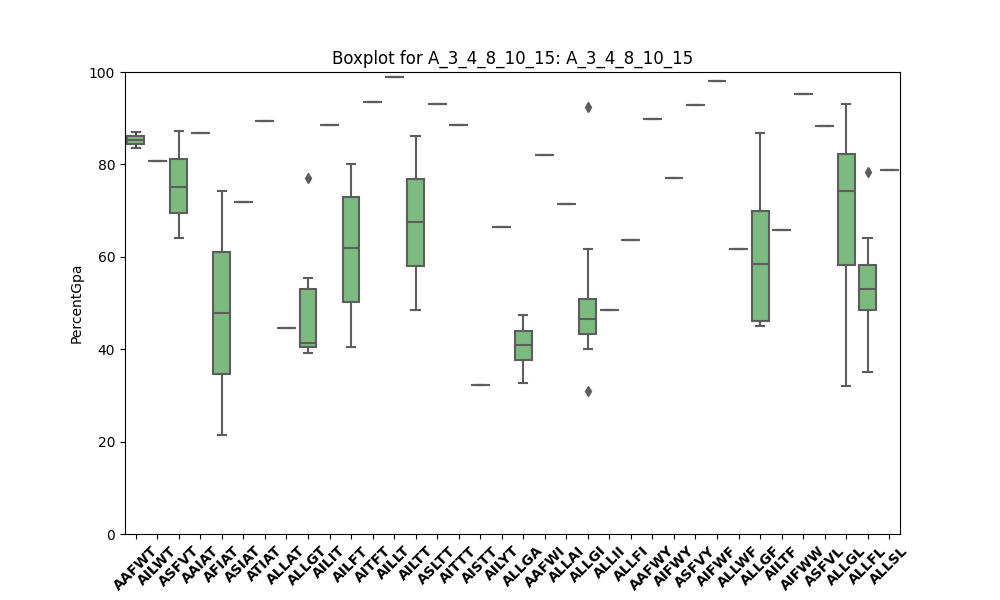 Boxplot for A_3_4_8_10_15: A_3_4_8_10_15
PercentGpa
100
80
60
40
20
0
AAFWT
AILWT
ASFVT
AAIAT
AFIAT
ASIAT
ATIAT
ALLAT
ALLGT
AILIT
AILFT
AITFT
AILLT
AILTT
ASLTT
AITTT
AISTT
AILYT
ALLGA
AAFWI
ALLAI
ALLGI
ALLII
ALLFI
AAFWY
AIFWY
ASFVY
AIFWF
ALLWF
ALLGF
AILTF
AIFWW
ASFVL
ALLGL
ALLFL
ALLSL